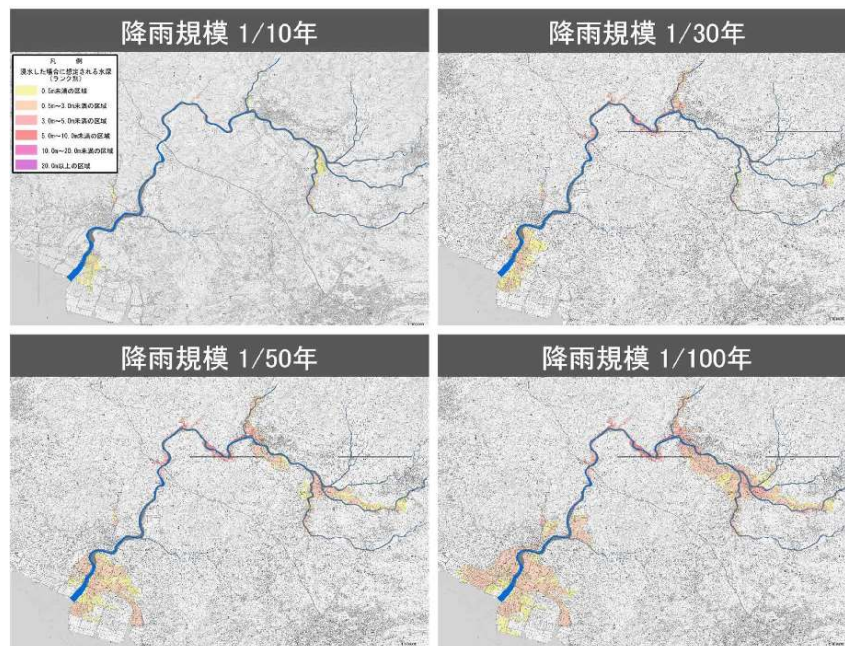 降雨規模 1/10年
降雨規模 1/30年
凡 例
浸水した場合に想定される水深
(ランク別)
0.5m未満の区域
0.5m~3.0m未満の区域
3.0m~5.0m未満の区域
5.0m~10.0m未満の区域
10.0m~20.0m未満の区域
20.0m以上の区域
降雨規模 1/50年
降雨規模 1/100年